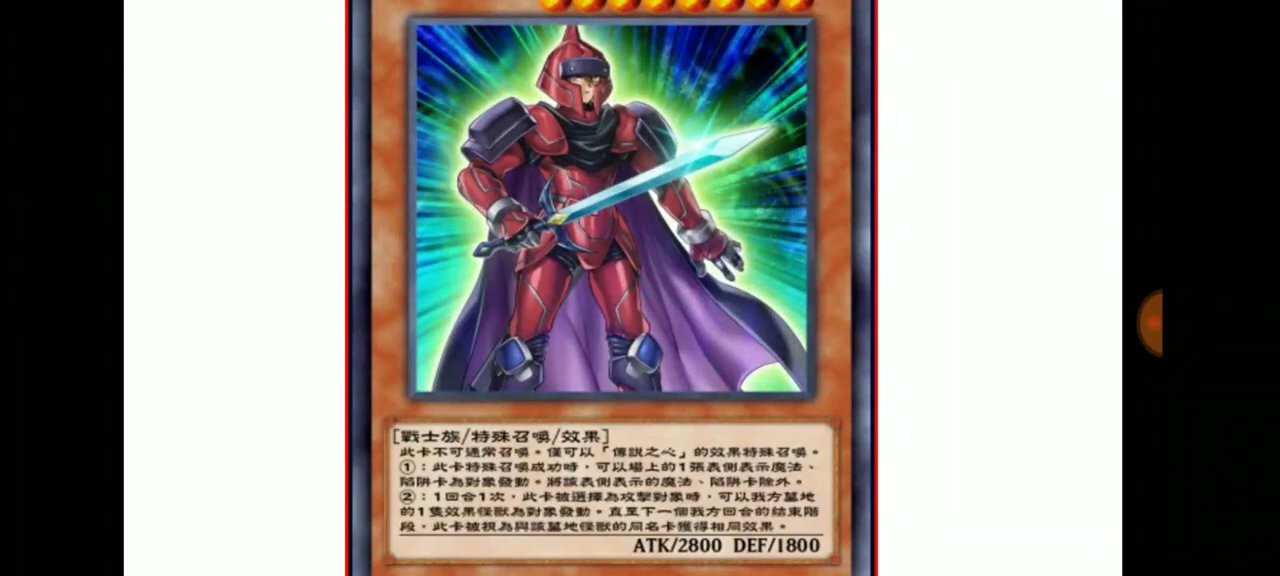 [戰士族/特殊召喚/效果]
此卡不可通常召喚。僅可以「傳說之心」的效果特殊召喚。
①：此卡特殊召喚成功時，可以場上的1張表側表示魔法、
陷阱卡為對象發動。將該表側表示的魔法、陷阱卡除外。
②：1回合1次，此卡被選擇為攻擊對象時，可以我方墓地
的1隻效果怪獸為對象發動。直至下一個我方回合的結束階
段，此卡被視為與該墓地怪獸的同名卡獲得相同效果。
ATK/2800 DEF/1800